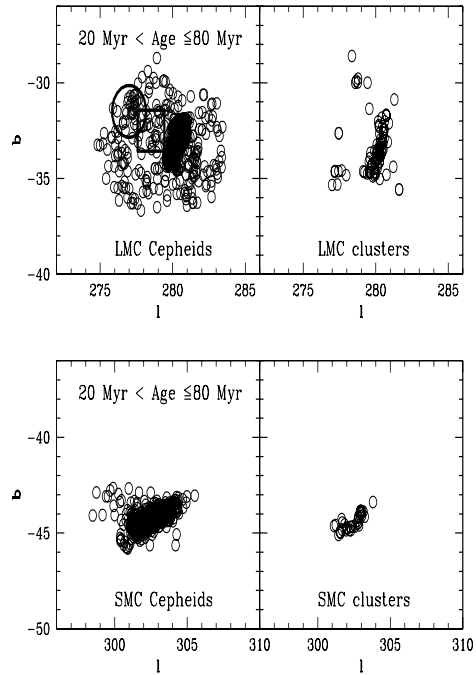 20 Myr < Age ≦80 Myr
-30
-35
-40
b
LMC Cepheids
LMC clusters
275 280 285 275 280 285
l l
20 Myr < Age ≦80 Myr
-40
-45
-50
b
SMC Cepheids
SMC clusters
300 305 310 300 305 310
l l